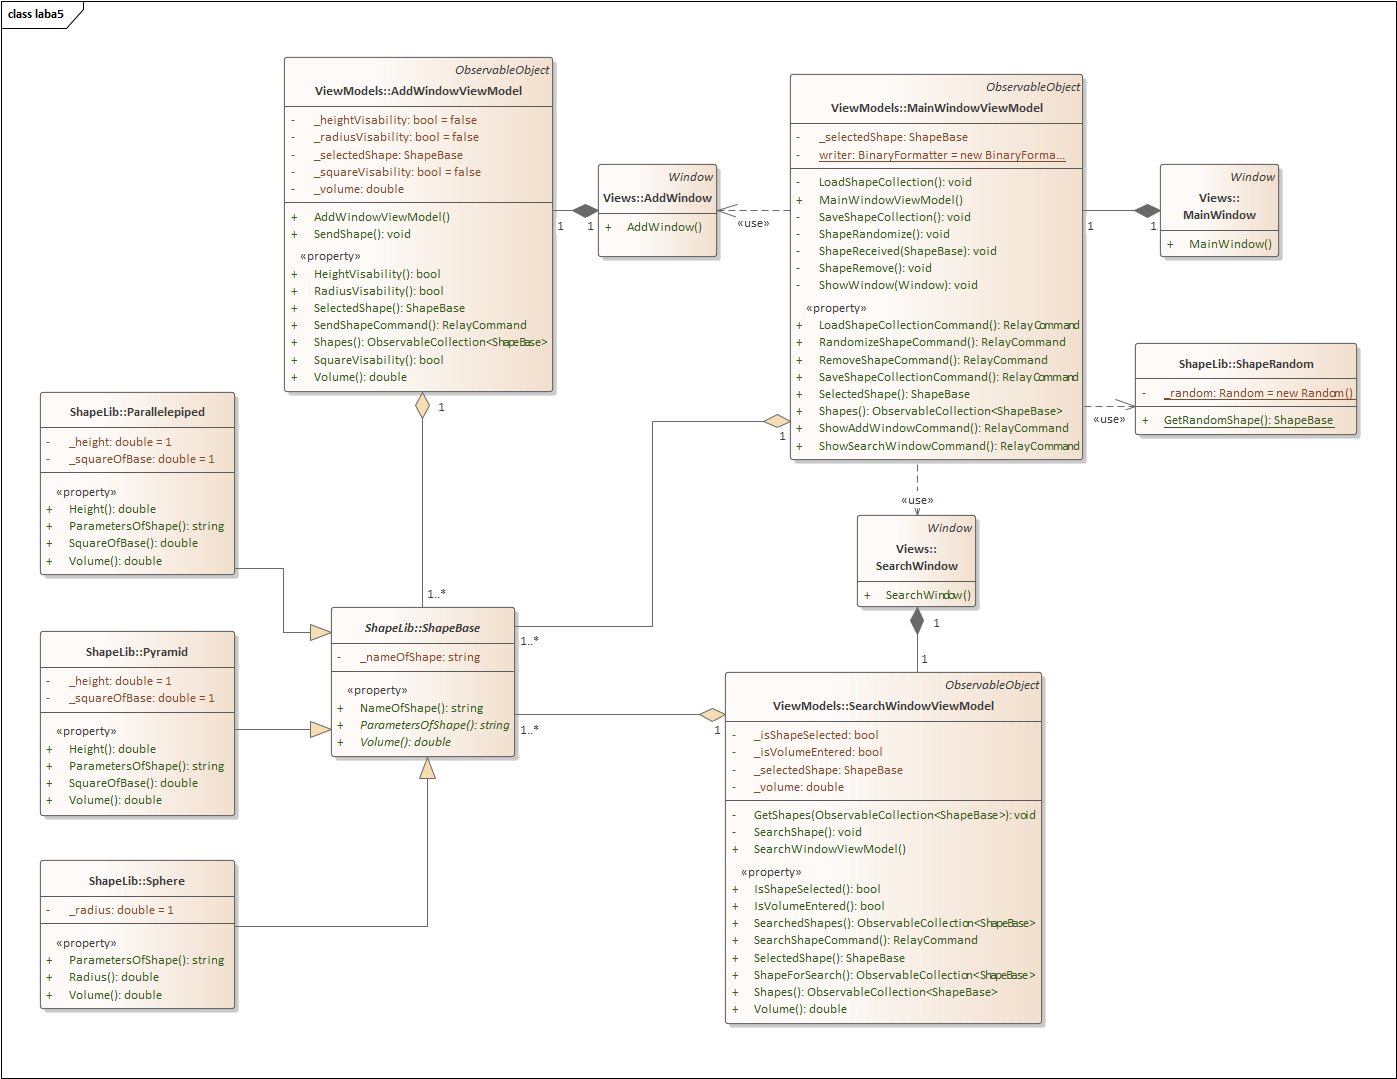 class laba5
ObservableObject
ViewModels::AddWindowViewModel
- _heightVisability: bool = false
- _radiusVisability: bool = false
- _selectedShape: ShapeBase
- _squareVisability: bool = false
- _volume: double
+ AddWindowViewModel()
+ SendShape(): void
«property»
+ HeightVisability(): bool
+ RadiusVisability(): bool
+ SelectedShape(): ShapeBase
+ SendShapeCommand(): RelayCommand
+ Shapes(): ObservableCollection<ShapeBase>
+ SquareVisability(): bool
+ Volume(): double
1
1
Window
Views::AddWindow
+ AddWindow()
«use»
ObservableObject
ViewModels::MainWindowViewModel
- _selectedShape: ShapeBase
- writer: BinaryFormatter = new BinaryForma...
- LoadShapeCollection(): void
+ MainWindowViewModel()
- SaveShapeCollection(): void
- ShapeRandomize(): void
- ShapeReceived(ShapeBase): void
- ShapeRemove(): void
- ShowWindow(Window): void
«property»
+ LoadShapeCollectionCommand(): RelayCommand
+ RandomizeShapeCommand(): RelayCommand
+ RemoveShapeCommand(): RelayCommand
+ SaveShapeCollectionCommand(): RelayCommand
+ SelectedShape(): ShapeBase
+ Shapes(): ObservableCollection<ShapeBase>
+ ShowAddWindowCommand(): RelayCommand
+ ShowSearchWindowCommand(): RelayCommand
1
1
Window
Views::
MainWindow
+ MainWindow()
ShapeLib::ShapeRandom
- _random: Random = new Random()
+ GetRandomShape(): ShapeBase
«use»
1
1
ShapeLib::Parallelepiped
- _height: double = 1
- _squareOfBase: double = 1
«property»
+ Height(): double
+ ParametersOfShape(): string
+ SquareOfBase(): double
+ Volume(): double
«use»
Window
Views::
SearchWindow
+ SearchWindow()
1
1
1..*
ShapeLib::ShapeBase
- _nameOfShape: string
«property»
+ NameOfShape(): string
+ ParametersOfShape(): string
+ Volume(): double
1..*
1..*
1
ShapeLib::Pyramid
- _height: double = 1
- _squareOfBase: double = 1
«property»
+ Height(): double
+ ParametersOfShape(): string
+ SquareOfBase(): double
+ Volume(): double
ObservableObject
ViewModels::SearchWindowViewModel
- _isShapeSelected: bool
- _isVolumeEntered: bool
- _selectedShape: ShapeBase
- _volume: double
- GetShapes(ObservableCollection<ShapeBase>): void
- SearchShape(): void
+ SearchWindowViewModel()
«property»
+ IsShapeSelected(): bool
+ IsVolumeEntered(): bool
+ SearchedShapes(): ObservableCollection<ShapeBase>
+ SearchShapeCommand(): RelayCommand
+ SelectedShape(): ShapeBase
+ ShapeForSearch(): ObservableCollection<ShapeBase>
+ Shapes(): ObservableCollection<ShapeBase>
+ Volume(): double
ShapeLib::Sphere
- _radius: double = 1
«property»
+ ParametersOfShape(): string
+ Radius(): double
+ Volume(): double